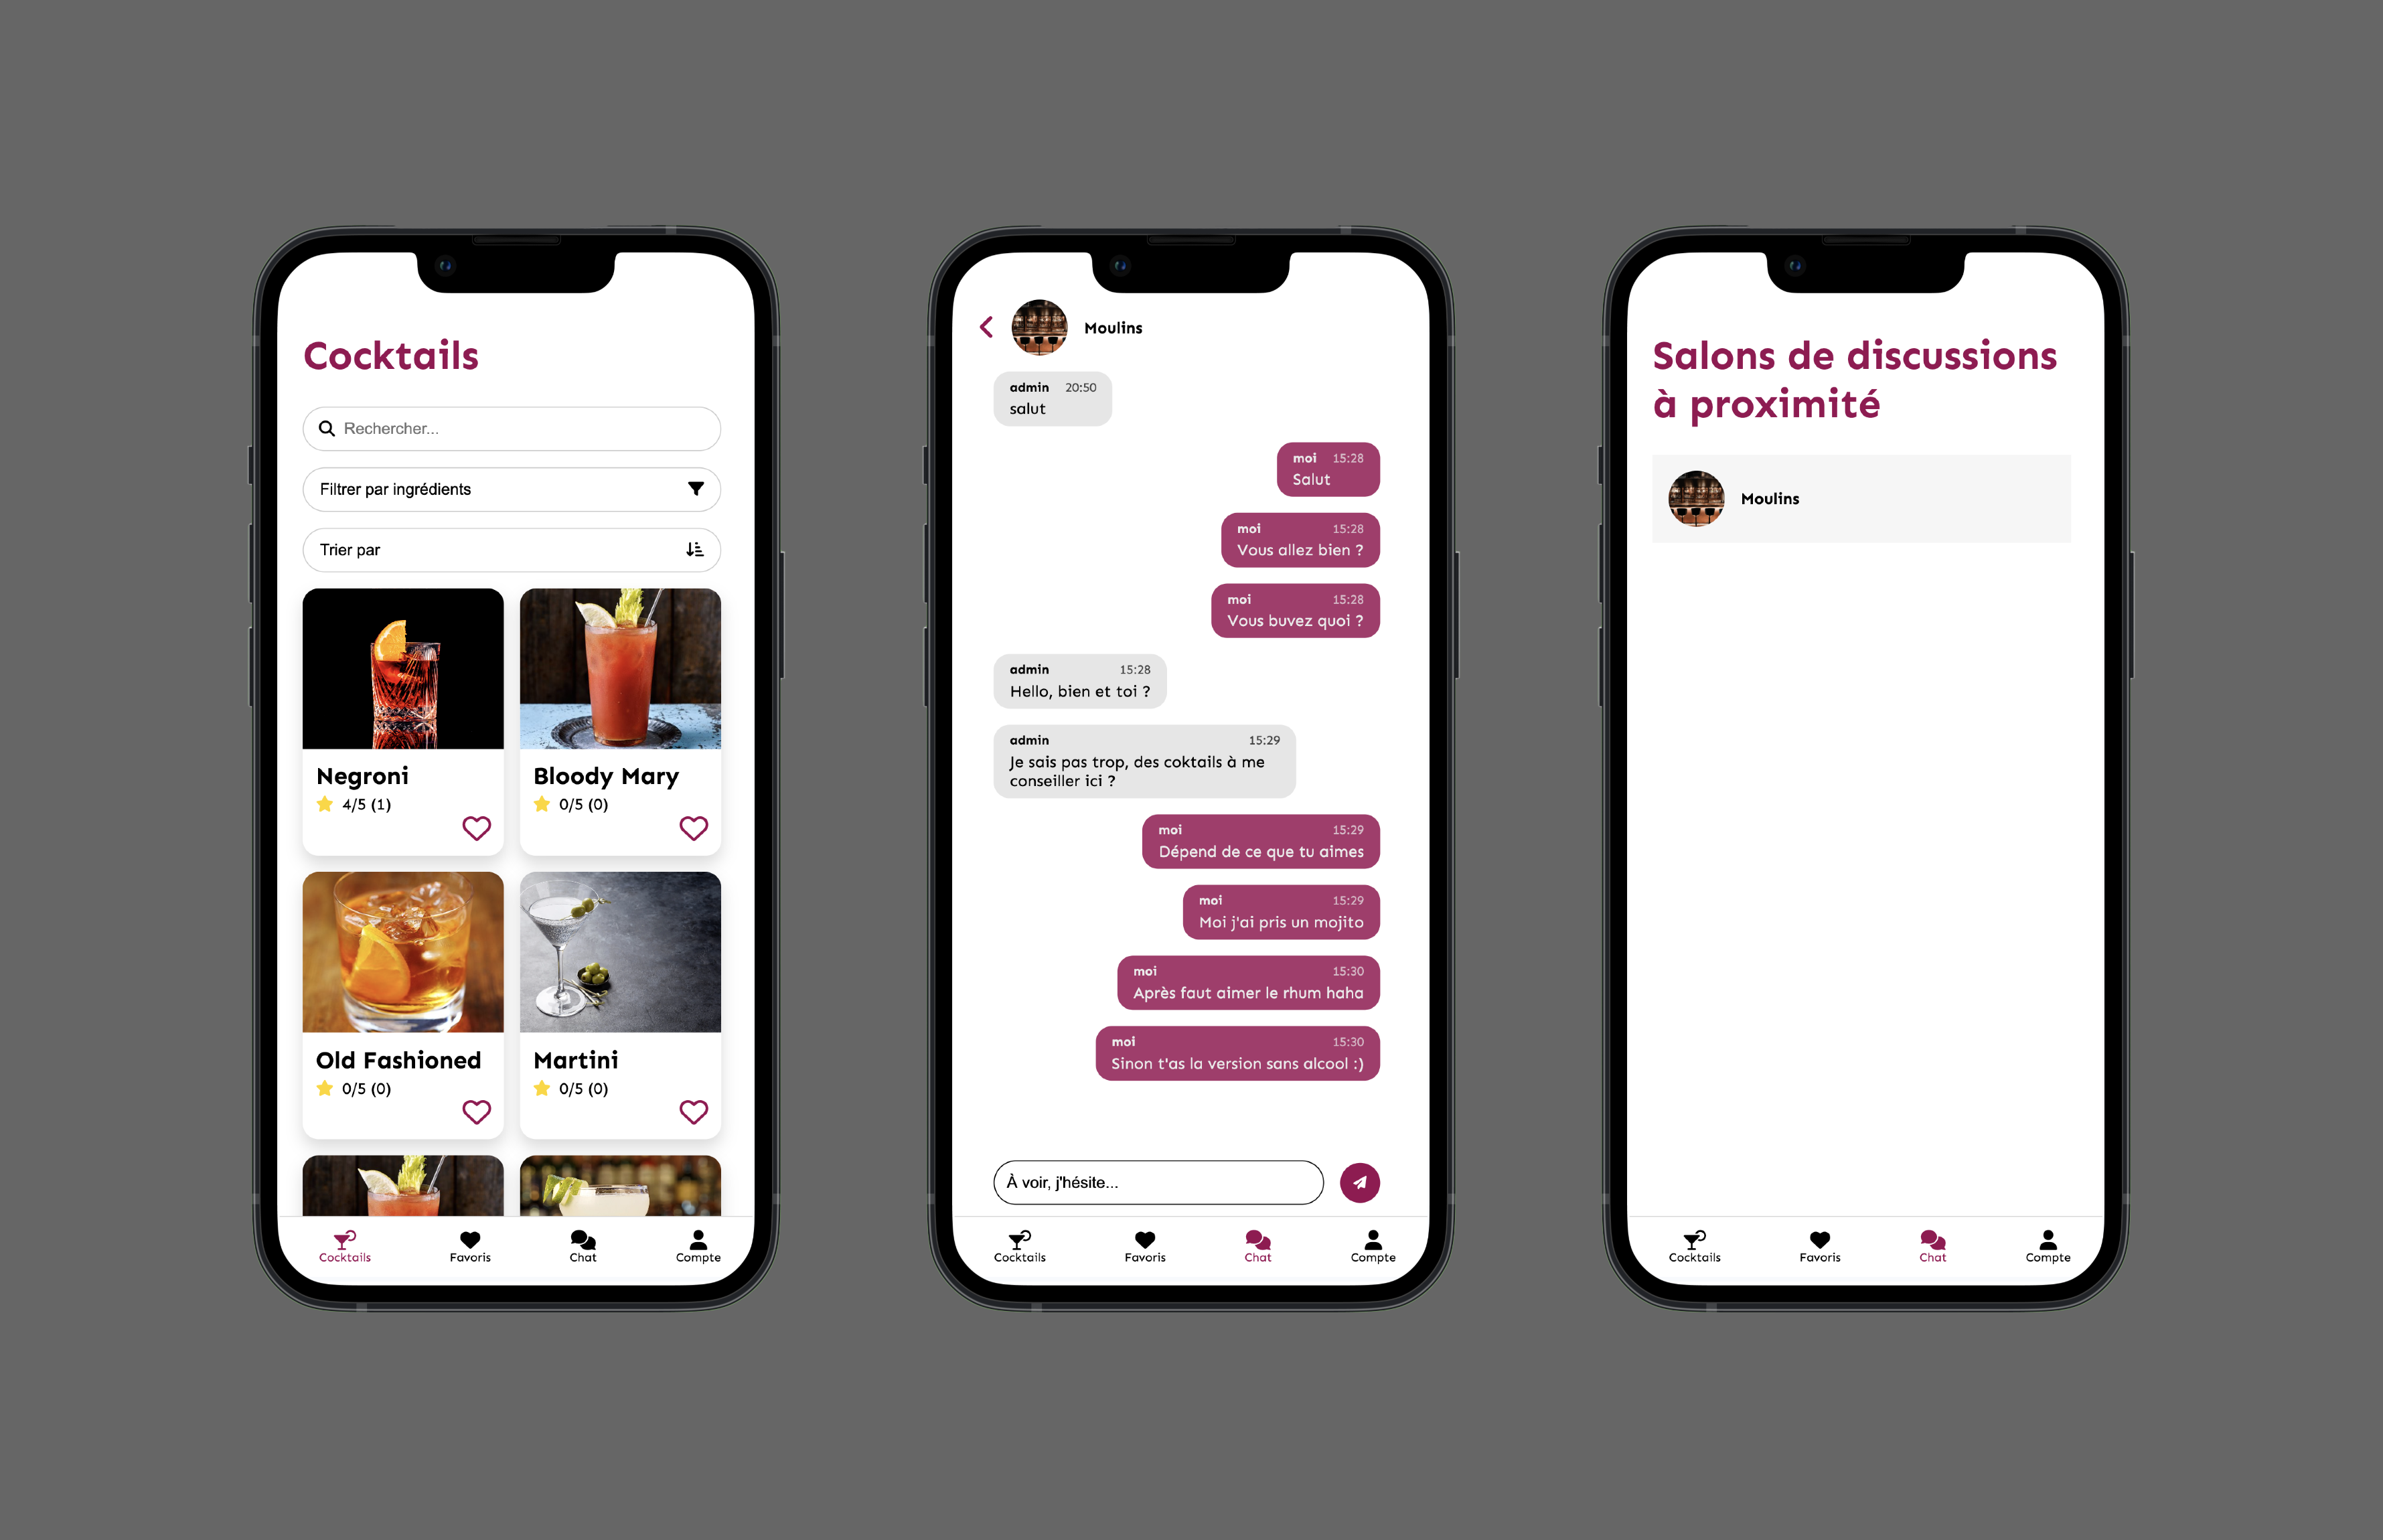 Cocktails
Rechercher...
Filtrer par ingrédients
Trier par
Negroni
4/5 (1)
Bloody Mary
0/5 (0)
Old Fashioned
0/5 (0)
Martini
0/5 (0)
Cocktails
Favoris
Chat
Compte
Moulins
admin 20:50
salut
moi 15:28
Salut
moi 15:28
Vous allez bien ?
moi 15:28
Vous buvez quoi ?
admin 15:28
Hello, bien et toi ?
admin 15:29
Je sais pas trop, des coktails à me
conseiller ici ?
moi 15:29
Dépend de ce que tu aimes
moi 15:29
Moi j'ai pris un mojito
moi 15:30
Après faut aimer le rhum haha
moi 15:30
Sinon t'as la version sans alcool :)
À voir, j'hésite...
Cocktails
Favoris
Chat
Compte
Salons de discussions
à proximité
Moulins
Cocktails
Favoris
Chat
Compte